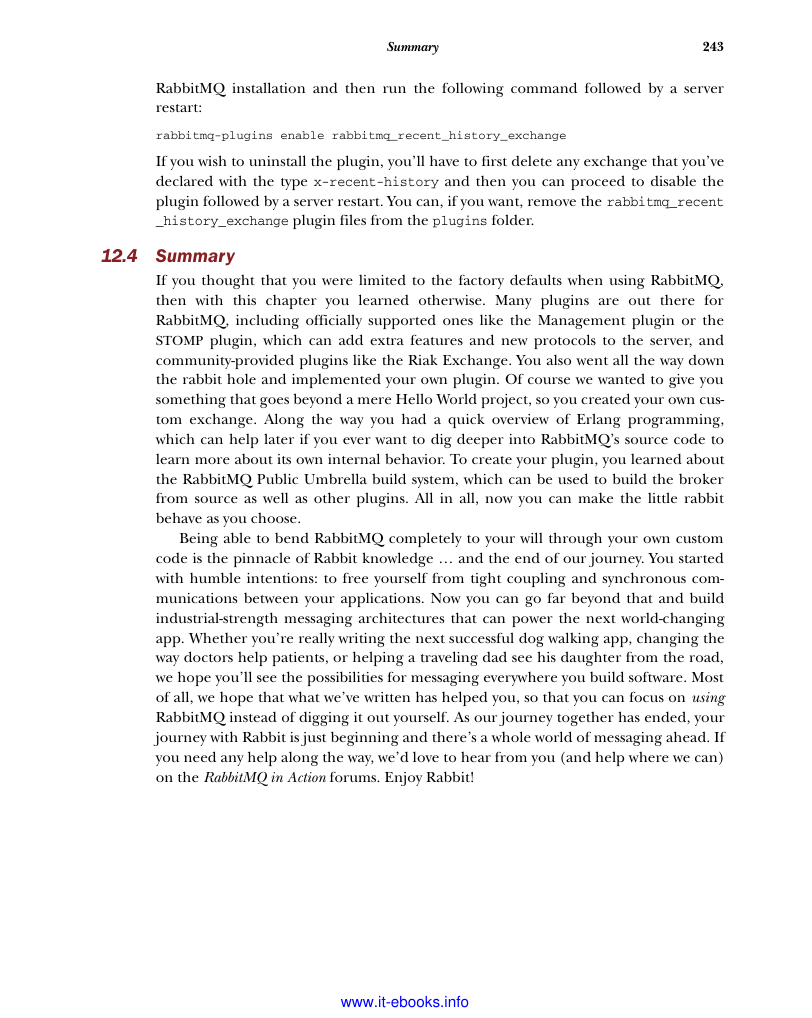 Summary 243
RabbitMQ installation and then run the following command followed by a server
restart:
rabbitmq-plugins enable rabbitmq_recent_history_exchange
If you wish to uninstall the plugin, you'll have to first delete any exchange that you've
declared with the type x-recent-history and then you can proceed to disable the
plugin followed by a server restart. You can, if you want, remove the rabbitmq_recent
_history_exchange plugin files from the plugins folder.
12.4 Summary
If you thought that you were limited to the factory defaults when using RabbitMQ,
then with this chapter you learned otherwise. Many plugins are out there for
RabbitMQ, including officially supported ones like the Management plugin or the
STOMP plugin, which can add extra features and new protocols to the server, and
community-provided plugins like the Riak Exchange. You also went all the way down
the rabbit hole and implemented your own plugin. Of course we wanted to give you
something that goes beyond a mere Hello World project, so you created your own cus-
tom exchange. Along the way you had a quick overview of Erlang programming,
which can help later if you ever want to dig deeper into RabbitMQ's source code to
learn more about its own internal behavior. To create your plugin, you learned about
the RabbitMQ Public Umbrella build system, which can be used to build the broker
from source as well as other plugins. All in all, now you can make the little rabbit
behave as you choose.
Being able to bend RabbitMQ completely to your will through your own custom
code is the pinnacle of Rabbit knowledge … and the end of our journey. You started
with humble intentions: to free yourself from tight coupling and synchronous com-
munications between your applications. Now you can go far beyond that and build
industrial-strength messaging architectures that can power the next world-changing
app. Whether you're really writing the next successful dog walking app, changing the
way doctors help patients, or helping a traveling dad see his daughter from the road,
we hope you'll see the possibilities for messaging everywhere you build software. Most
of all, we hope that what we've written has helped you, so that you can focus on using
RabbitMQ instead of digging it out yourself. As our journey together has ended, your
journey with Rabbit is just beginning and there's a whole world of messaging ahead. If
you need any help along the way, we'd love to hear from you (and help where we can)
on the RabbitMQ in Action forums. Enjoy Rabbit!
www.it-ebooks.info